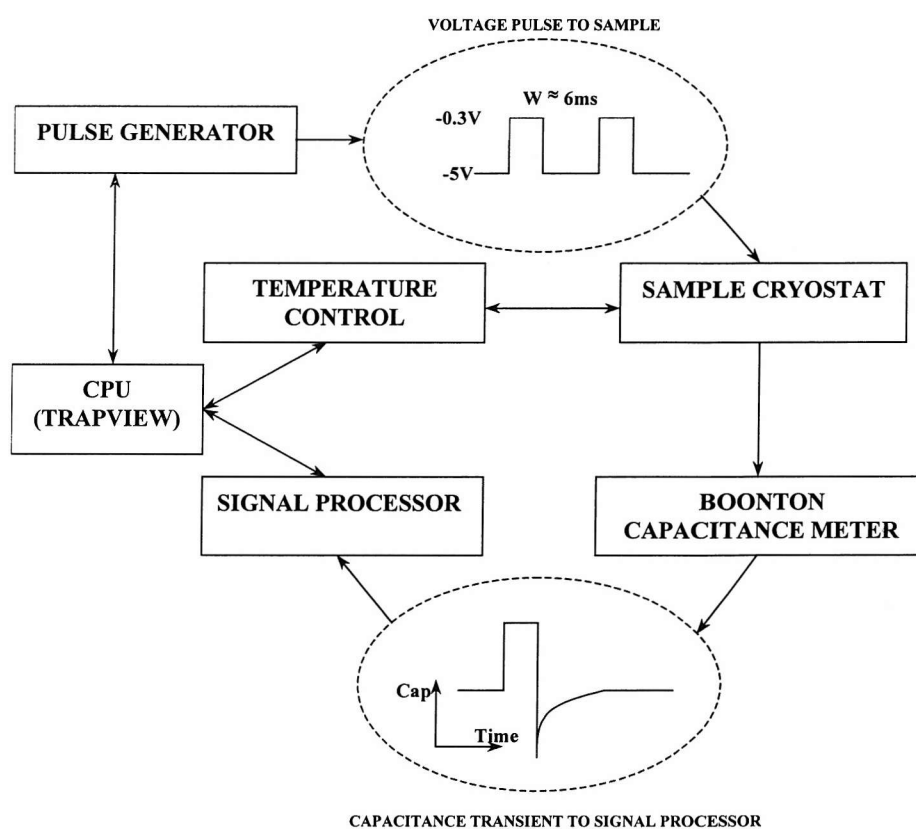 VOLTAGE PULSE TO SAMPLE
W ≈ 6ms
PULSE GENERATOR
-0.3V
-5V
TEMPERATURE
CONTROL
SAMPLE CRYOSTAT
CPU
(TRAPVIEW)
SIGNAL PROCESSOR
BOONTON
CAPACITANCE METER
Cap
Time
CAPACITANCE TRANSIENT TO SIGNAL PROCESSOR